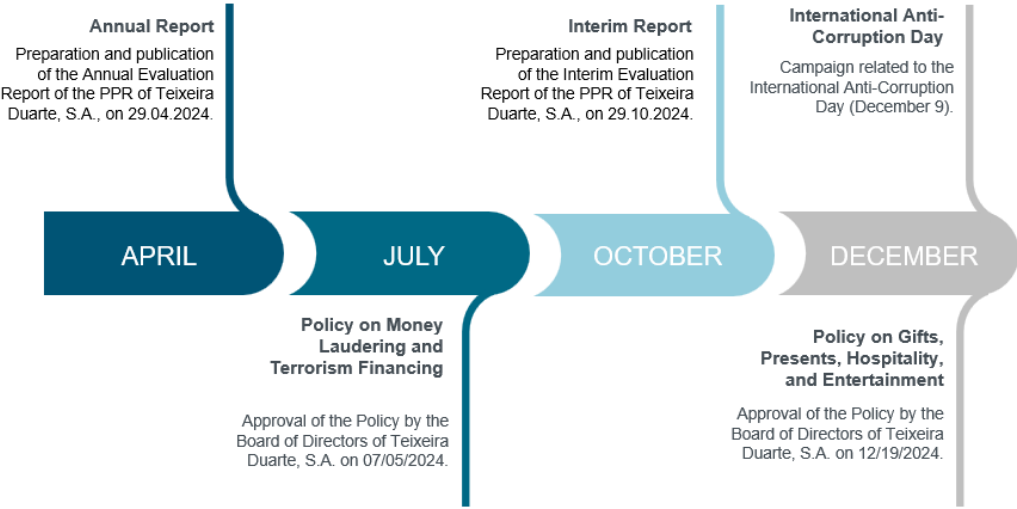 Annual Report
Preparation and publication
of the Annual Evaluation
Report of the PPR of Teixeira
Duarte, S.A., on 29.04.2024.
Interim Report
Preparation and publication
of the Interim Evaluation
Report of the PPR of Teixeira
Duarte, S.A., on 29.10.2024.
International Anti-
Corruption Day
Campaign related to the
International Anti-Corruption
Day (December 9).
APRIL
JULY
OCTOBER
DECEMBER
Policy on Money
Laudering and
Terrorism Financing
Approval of the Policy by the
Board of Directors of Teixeira
Duarte, S.A. on 07/05/2024.
Policy on Gifts,
Presents, Hospitality,
and Entertainment
Approval of the Policy by the
Board of Directors of Teixeira
Duarte, S.A. on 12/19/2024.